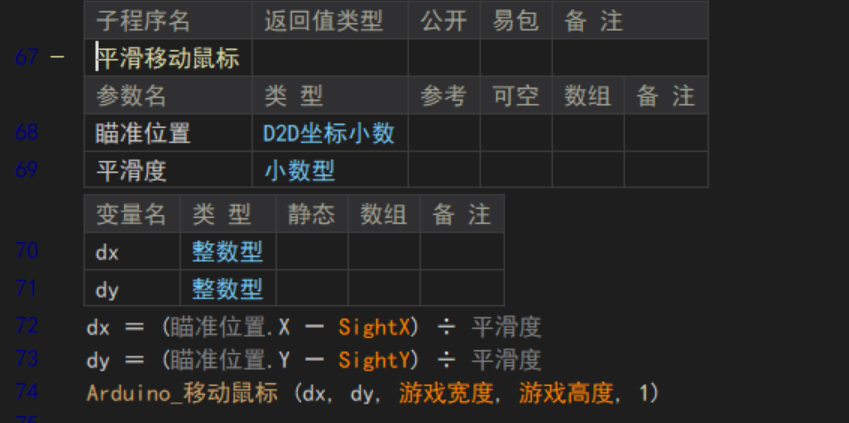 子程序名 返回值类型 公开 易包 备 注
67 - 平滑移动鼠标
参数名 类 型 参考 可空 数组 备 注
68 瞄准位置 D2D坐标小数
69 平滑度 小数型
变量名 类 型 静态 数组 备 注
70 dx 整数型
71 dy 整数型
72 dx = (瞄准位置.X - SightX) ÷ 平滑度
73 dy = (瞄准位置.Y - SightY) ÷ 平滑度
74 Arduino_移动鼠标 (dx, dy, 游戏宽度, 游戏高度, 1)
75